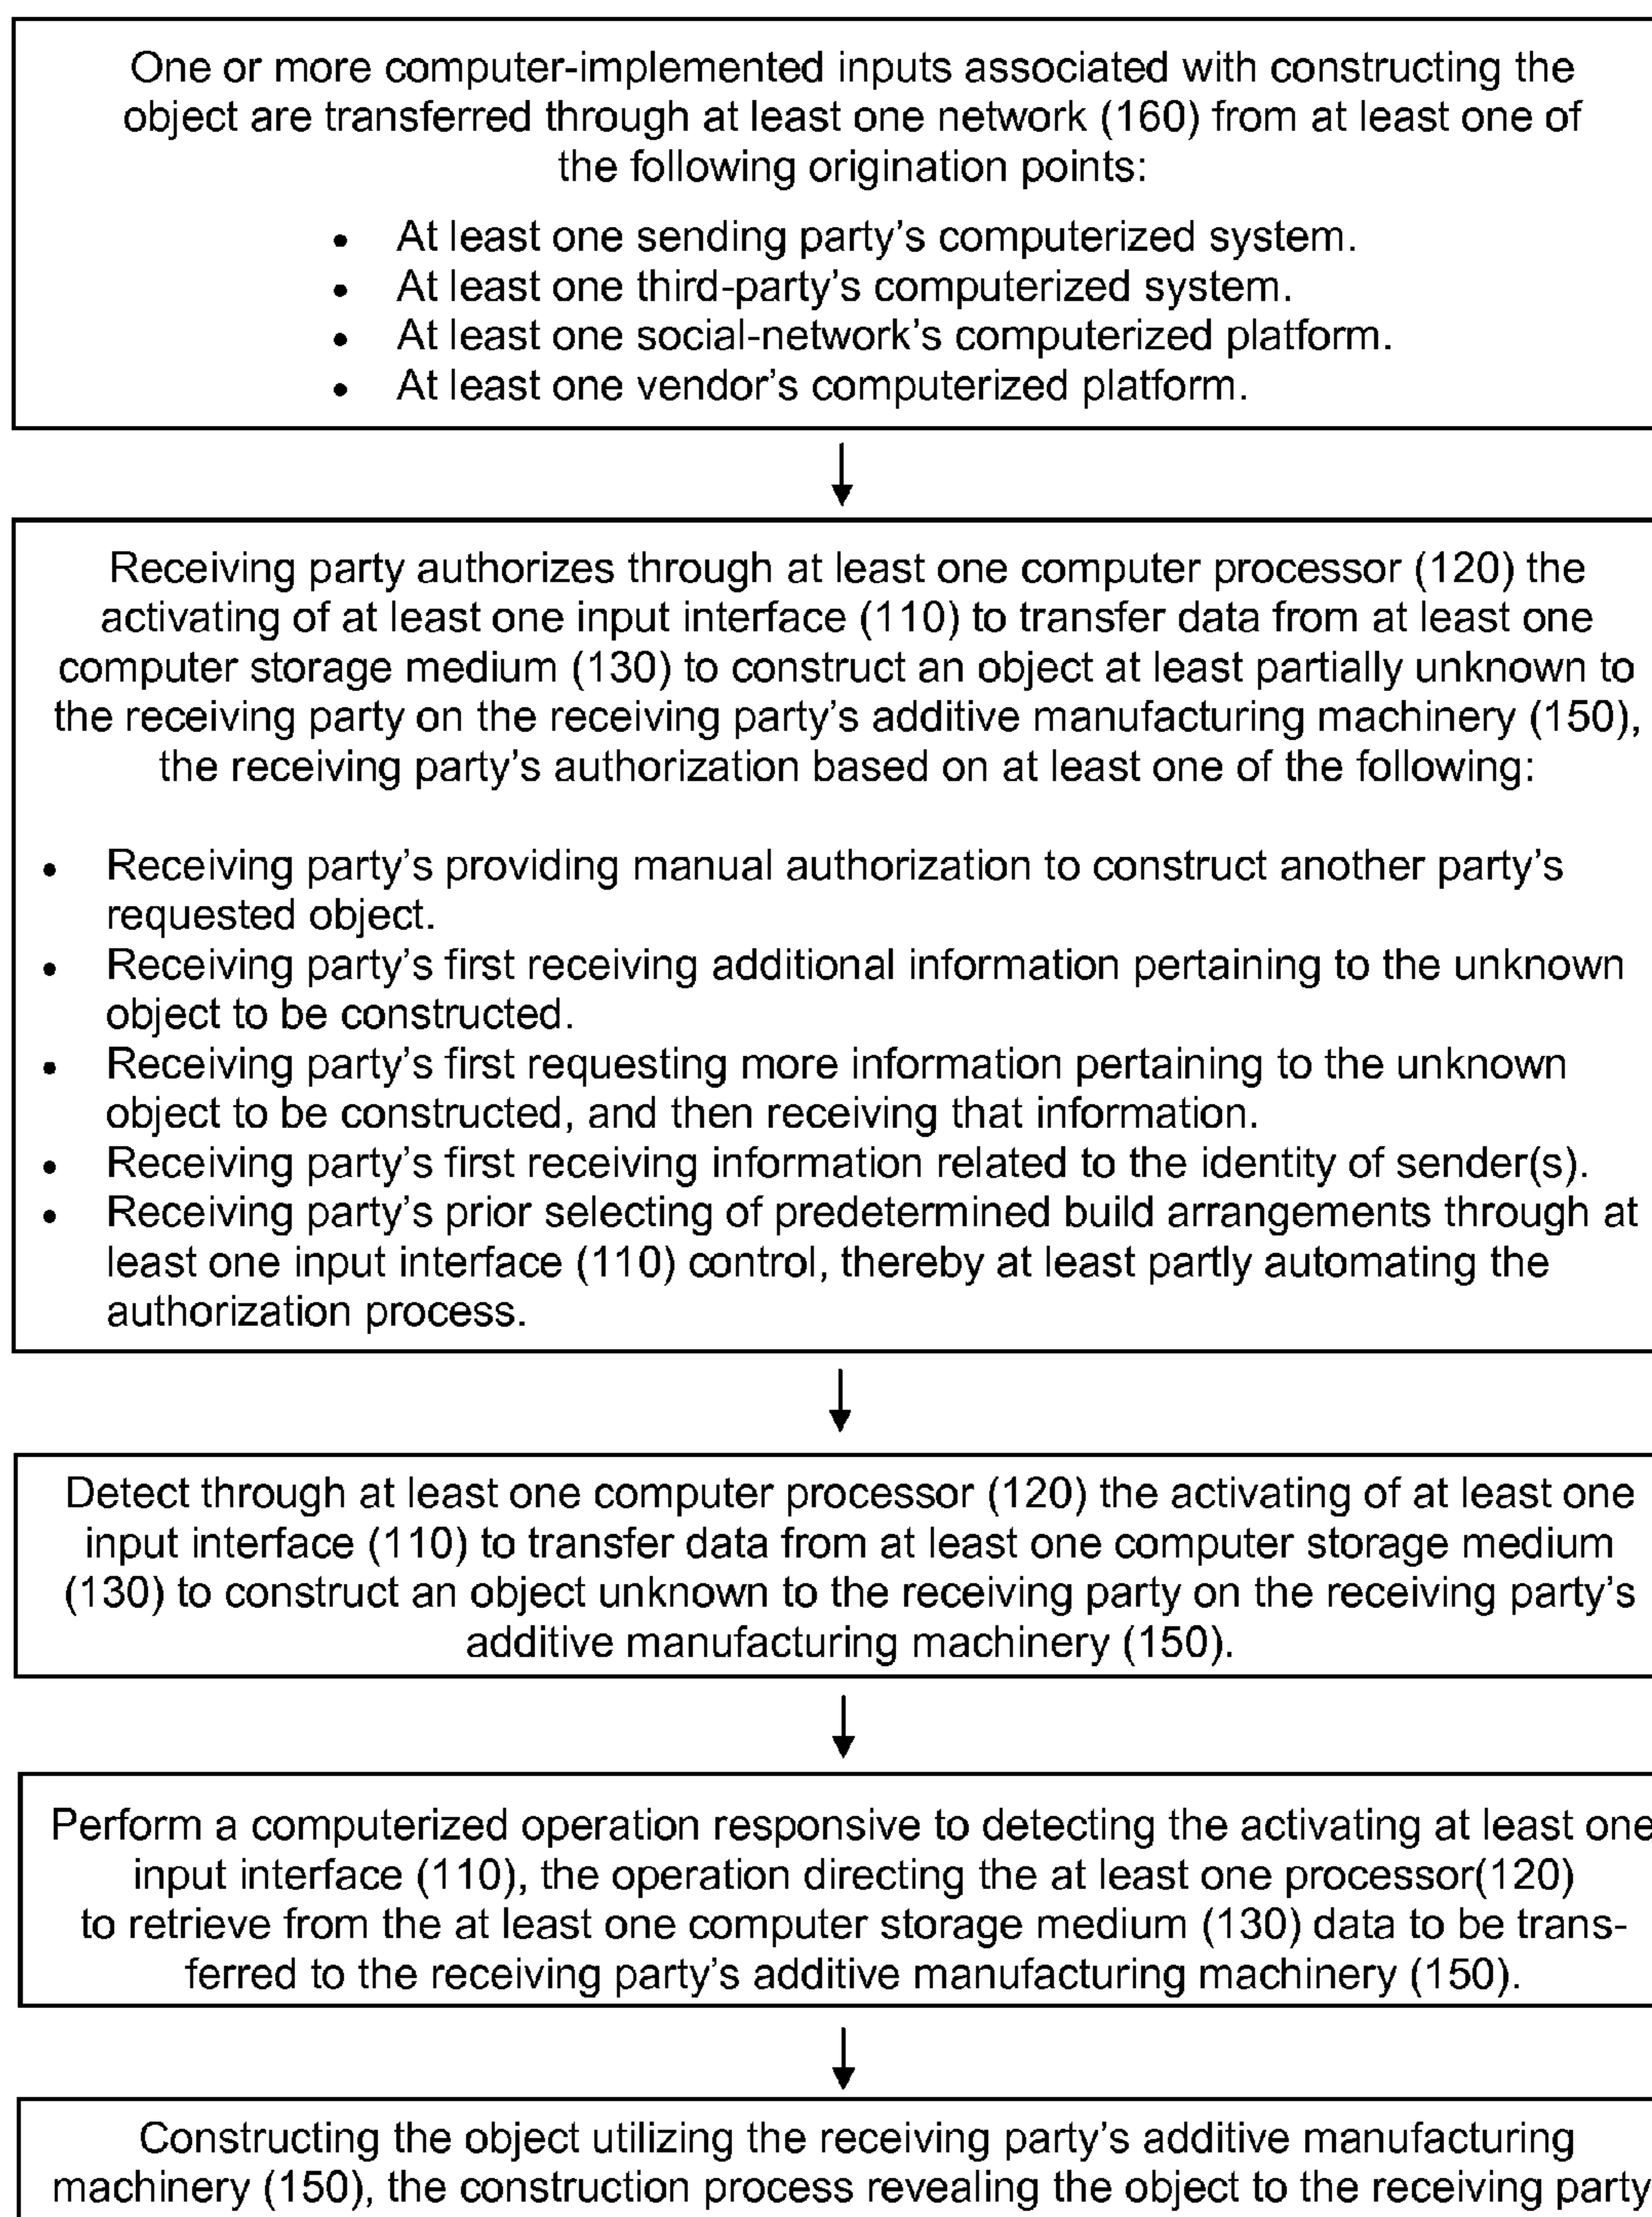 One or more computer-implemented inputs associated with constructing the
object are transferred through at least one network (160) from at least one of
the following origination points:
• At least one sending party's computerized system.
• At least one third-party's computerized system.
• At least one social-network's computerized platform.
• At least one vendor's computerized platform.
Receiving party authorizes through at least one computer processor (120) the
activating of at least one input interface (110) to transfer data from at least one
computer storage medium (130) to construct an object at least partially unknown to
the receiving party on the receiving party's additive manufacturing machinery (150),
the receiving party's authorization based on at least one of the following:
• Receiving party's providing manual authorization to construct another party's
requested object.
• Receiving party's first receiving additional information pertaining to the unknown
object to be constructed.
• Receiving party's first requesting more information pertaining to the unknown
object to be constructed, and then receiving that information.
• Receiving party's first receiving information related to the identity of sender(s).
• Receiving party's prior selecting of predetermined build arrangements through at
least one input interface (110) control, thereby at least partly automating the
authorization process.
Detect through at least one computer processor (120) the activating of at least one
input interface (110) to transfer data from at least one computer storage medium
(130) to construct an object unknown to the receiving party on the receiving party's
additive manufacturing machinery (150).
Perform a computerized operation responsive to detecting the activating at least one
input interface (110), the operation directing the at least one processor(120)
to retrieve from the at least one computer storage medium (130) data to be trans-
ferred to the receiving party's additive manufacturing machinery (150).
Constructing the object utilizing the receiving party's additive manufacturing
machinery (150), the construction process revealing the object to the receiving party